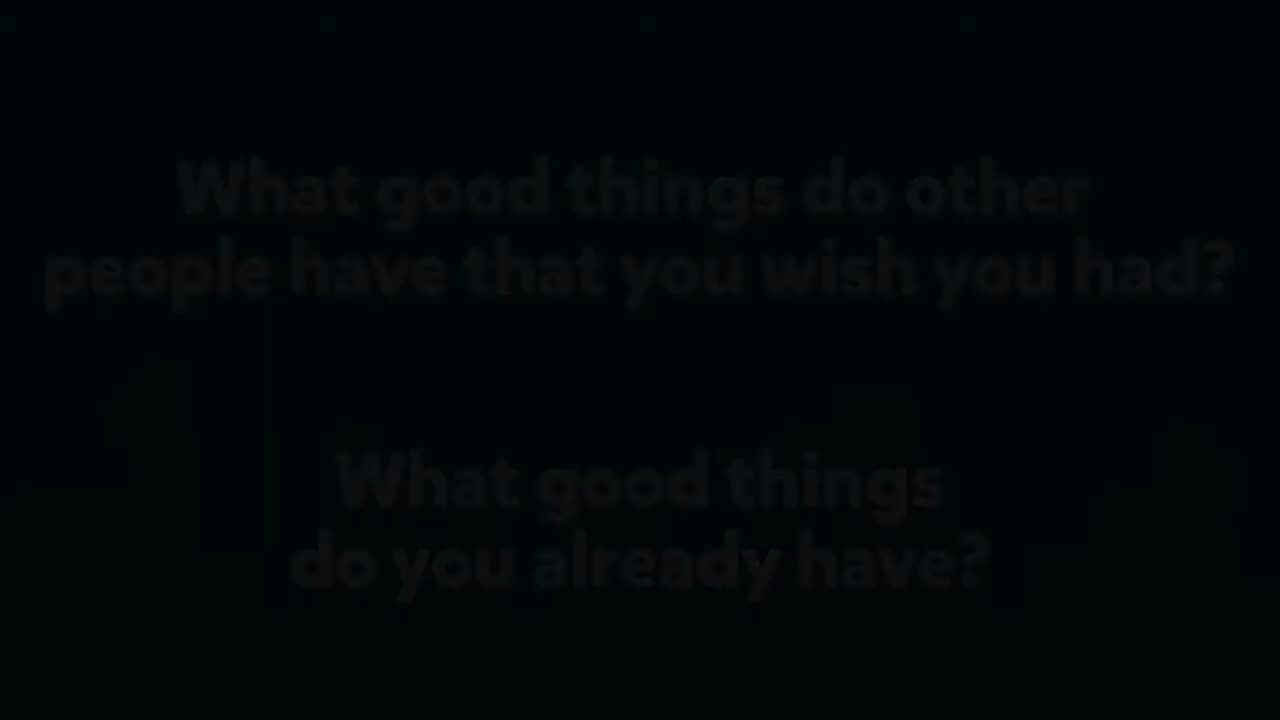 What good things do other
people have that you wish you had?
What good things
do you already have?